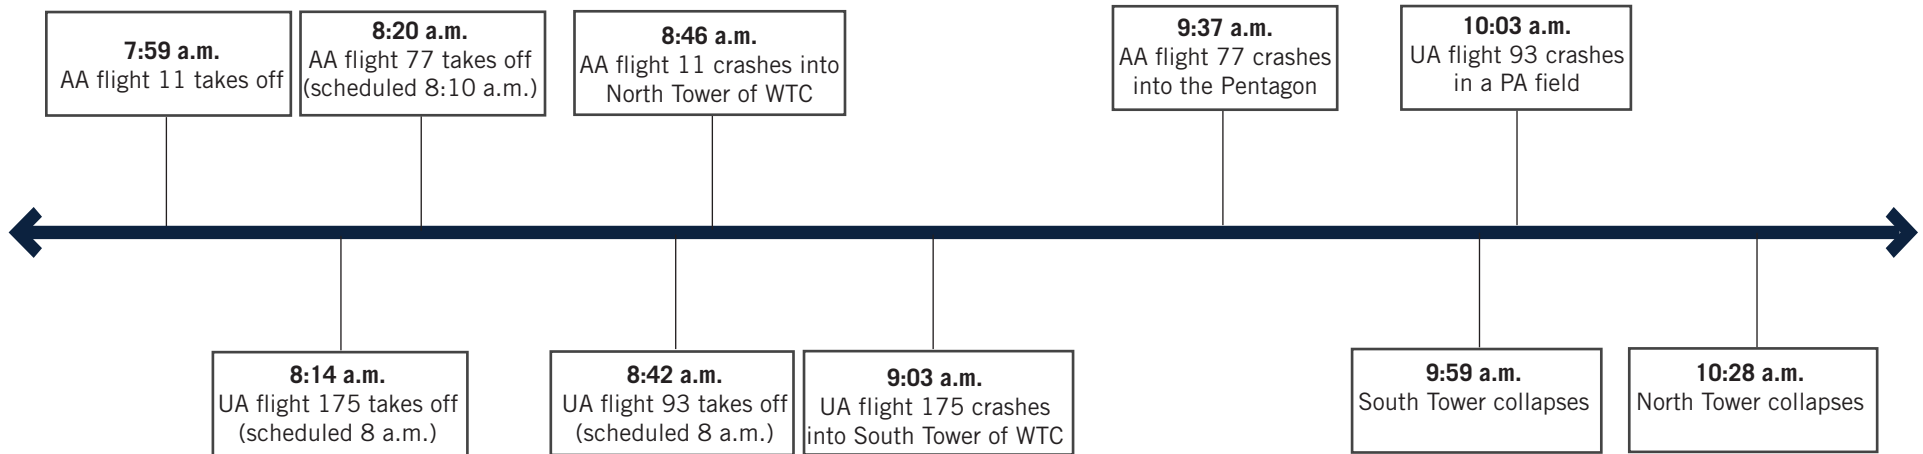 7:59 a.m.
AA flight 11 takes off
8:20 a.m.
AA flight 77 takes off
(scheduled 8:10 a.m.)
8:46 a.m.
AA flight 11 crashes into
North Tower of WTC
9:37 a.m.
AA flight 77 crashes
into the Pentagon
10:03 a.m.
UA flight 93 crashes
in a PA field
8:14 a.m.
UA flight 175 takes off
(scheduled 8 a.m.)
8:42 a.m.
UA flight 93 takes off
(scheduled 8 a.m.)
9:03 a.m.
UA flight 175 crashes
into South Tower of WTC
9:59 a.m.
South Tower collapses
10:28 a.m.
North Tower collapses